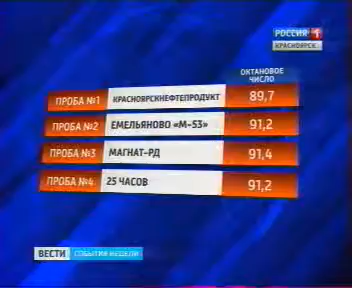 РОССИЯ 1
КРАСНОЯРСК
ОКТАНОВОЕ
ЧИСЛО
ПРОБА №1 КРАСНОЯРСКНЕФТЕПРОДУКТ 89,7
ПРОБА №2 ЕМЕЛЬЯНОВО «М-53» 91,2
ПРОБА №3 МАГНАТ-РД 91,4
ПРОБА №4 25 ЧАСОВ 91,2
ВЕСТИ СОБЫТИЯ НЕДЕЛИ